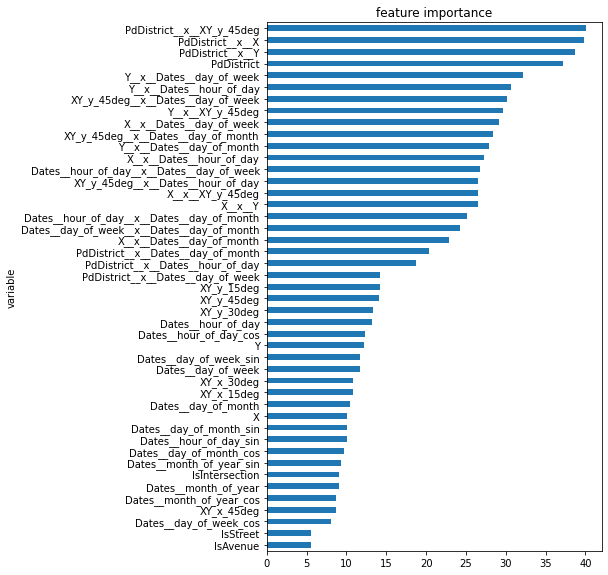 feature importance
PdDistrict__x__XY_y_45deg
PdDistrict__x__X
PdDistrict__x__Y
PdDistrict
Y__x__Dates__day_of_week
Y__x__Dates__hour_of_day
XY_y_45deg__x__Dates__day_of_week
Y__x__XY_y_45deg
X__x__Dates__day_of_week
XY_y_45deg__x__Dates__day_of_month
Y__x__Dates__day_of_month
X__x__Dates__hour_of_day
Dates__hour_of_day__x__Dates__day_of_week
XY_y_45deg__x__Dates__hour_of_day
X__x__XY_y_45deg
X__x__Y
Dates__hour_of_day__x__Dates__day_of_month
Dates__day_of_week__x__Dates__day_of_month
X__x__Dates__day_of_month
PdDistrict__x__Dates__day_of_month
PdDistrict__x__Dates__hour_of_day
PdDistrict__x__Dates__day_of_week
XY_y_15deg
XY_y_45deg
XY_y_30deg
Dates__hour_of_day
Dates__hour_of_day_cos
Y
Dates__day_of_week_sin
Dates__day_of_week
XY_x_30deg
XY_x_15deg
Dates__day_of_month
X
Dates__day_of_month_sin
Dates__hour_of_day_sin
Dates__day_of_month_cos
Dates__month_of_year_sin
IsIntersection
Dates__month_of_year
Dates__month_of_year_cos
XY_x_45deg
Dates__day_of_week_cos
IsStreet
IsAvenue
variable
0 5 10 15 20 25 30 35 40